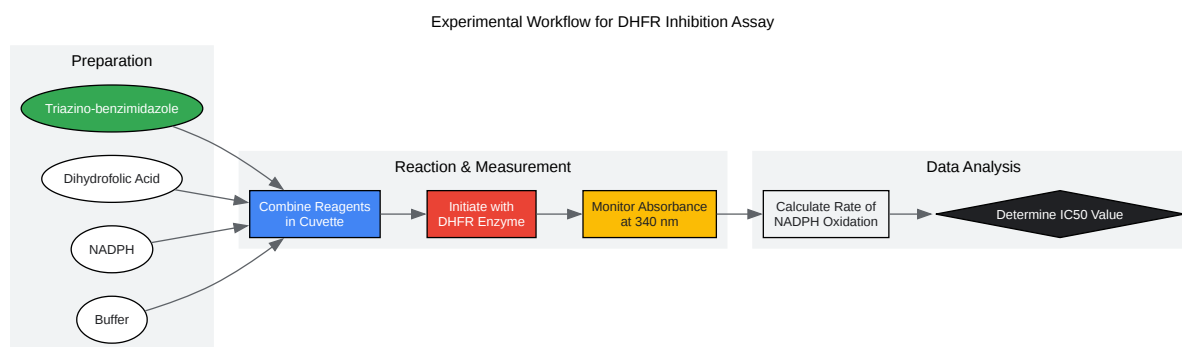 Experimental Workflow for DHFR Inhibition Assay
Preparation
Triazino-benzimidazole
Dihydrofolic Acid
NADPH
Buffer
Reaction & Measurement
Combine Reagents
in Cuvette
Initiate with
DHFR Enzyme
Monitor Absorbance
at 340 nm
Data Analysis
Calculate Rate of
NADPH Oxidation
Determine IC50 Value